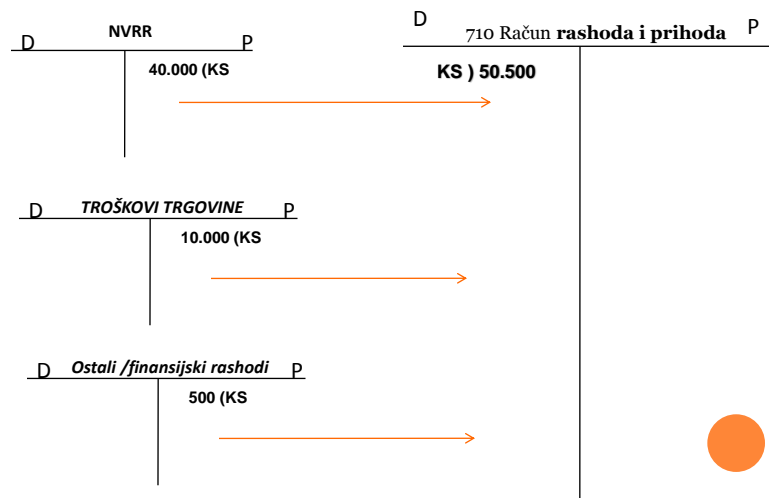 NVRR
D P
40.000 (KS
D P
710 Račun rashoda i prihoda
KS ) 50.500
D TROŠKOVI TRGOVINE P
10.000 (KS
D Ostali /finansijski rashodi P
500 (KS